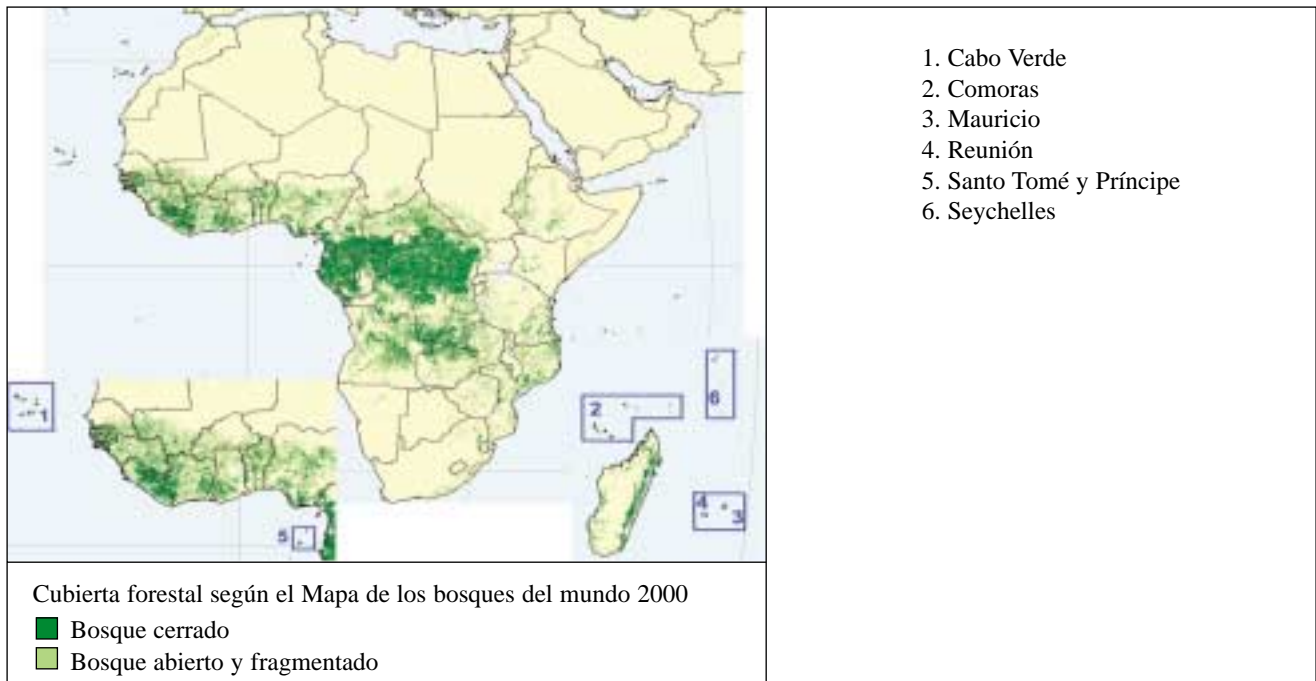 1
2
6
4
3
5
Cubierta forestal según el Mapa de los bosques del mundo 2000
Bosque cerrado
Bosque abierto y fragmentado
1. Cabo Verde
2. Comoras
3. Mauricio
4. Reunión
5. Santo Tomé y Príncipe
6. Seychelles